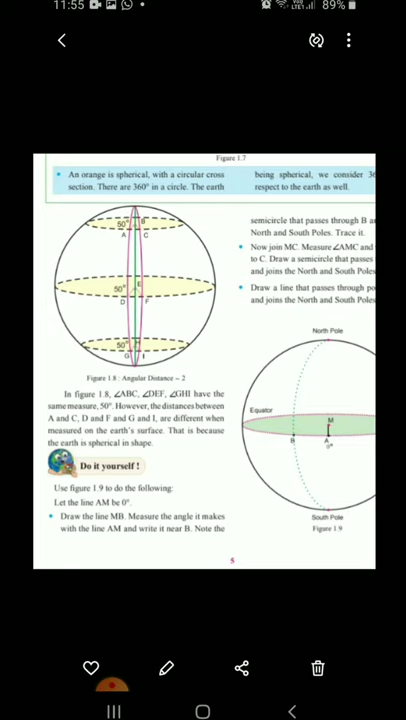 11:55
89%
Figure 1.7
• An orange is spherical, with a circular cross
section. There are 360° in a circle. The earth
being spherical, we consider 36
respect to the earth as well.
50°
B
A
C
50°
E
D
F
50°
H
G
I
Figure 1.8 : Angular Distance – 2
In figure 1.8, ∠ABC, ∠DEF, ∠GHI have the
same measure, 50°. However, the distances between
A and C, D and F and G and I, are different when
measured on the earth's surface. That is because
the earth is spherical in shape.
Do it yourself !
Use figure 1.9 to do the following:
Let the line AM be 0°.
• Draw the line MB. Measure the angle it makes
with the line AM and write it near B. Note the
semicircle that passes through B an
North and South Poles. Trace it.
• Now join MC. Measure ∠AMC and
to C. Draw a semicircle that passes
and joins the North and South Poles
• Draw a line that passes through po
and joins the North and South Poles
North Pole
Equator
M
B
A
0°
South Pole
Figure 1.9
5